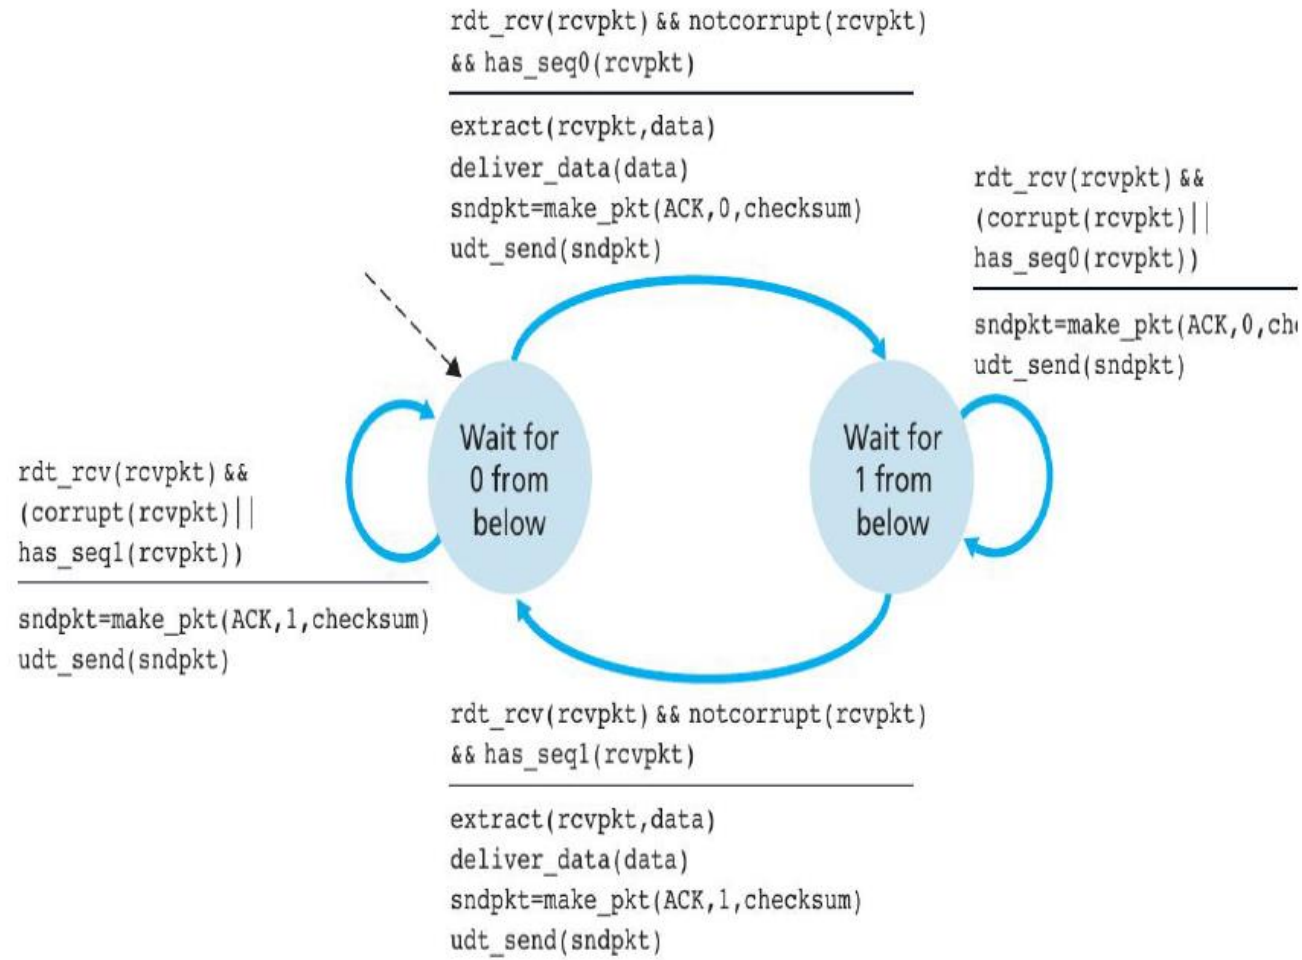 rdt_rcv(rcvpkt) && notcorrupt(rcvpkt)
&& has_seq0(rcvpkt)
extract(rcvpkt,data)
deliver_data(data)
sndpkt=make_pkt(ACK,0,checksum)
udt_send(sndpkt)
rdt_rcv(rcvpkt) &&
(corrupt(rcvpkt)||
has_seq0(rcvpkt))
sndpkt=make_pkt(ACK,0,ch
udt_send(sndpkt)
Wait for
0 from
below
Wait for
1 from
below
rdt_rcv(rcvpkt) &&
(corrupt(rcvpkt)||
has_seq1(rcvpkt))
sndpkt=make_pkt(ACK,1,checksum)
udt_send(sndpkt)
rdt_rcv(rcvpkt) && notcorrupt(rcvpkt)
&& has_seq1(rcvpkt)
extract(rcvpkt,data)
deliver_data(data)
sndpkt=make_pkt(ACK,1,checksum)
udt_send(sndpkt)